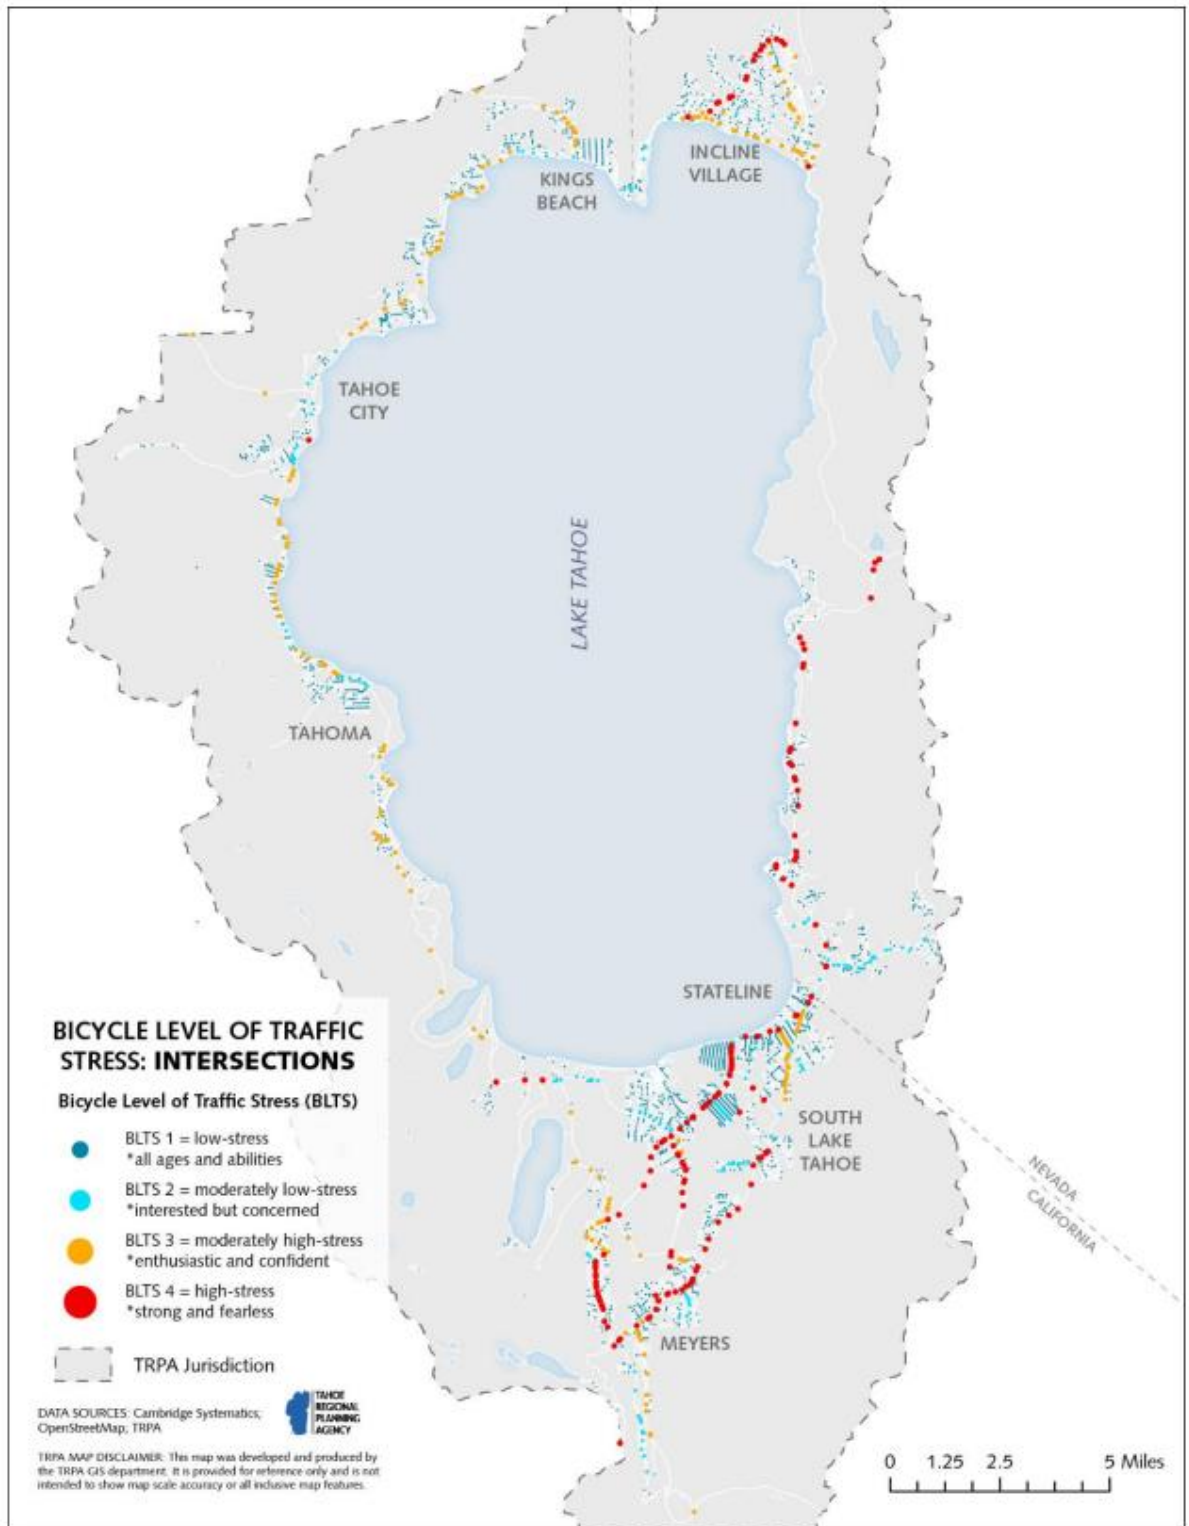 INCLINE
VILLAGE
KINGS
BEACH
TAHOE
CITY
LAKE TAHOE
TAHOMA
STATELINE
SOUTH
LAKE
TAHOE
NEVADA
CALIFORNIA
MEYERS
BICYCLE LEVEL OF TRAFFIC
STRESS: INTERSECTIONS
Bicycle Level of Traffic Stress (BLTS)
BLTS 1 = low-stress
*all ages and abilities
BLTS 2 = moderately low-stress
*interested but concerned
BLTS 3 = moderately high-stress
*enthusiastic and confident
BLTS 4 = high-stress
*strong and fearless
TRPA Jurisdiction
DATA SOURCES: Cambridge Systematics;
OpenStreetMap, TRPA
TAHOE
REGIONAL
PLANNING
AGENCY
TRPA MAP DISCLAIMER: This map was developed and produced by
the TRPA GIS department. It is provided for reference only and is not
intended to show map scale accuracy or all inclusive map features.
0 1.25 2.5 5 Miles